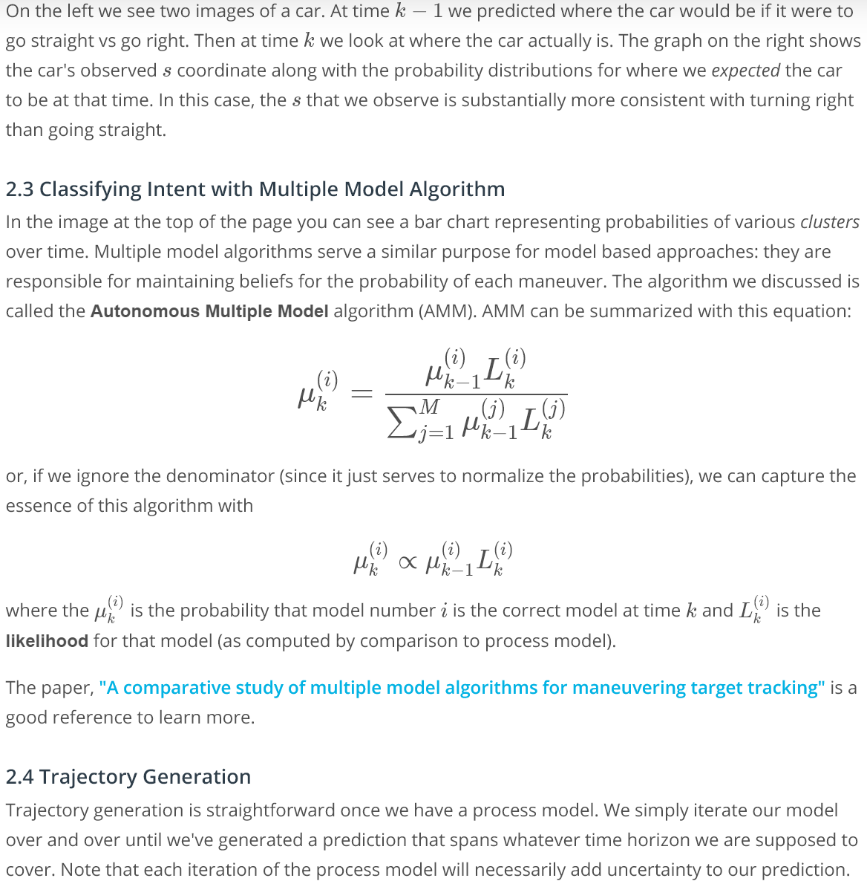 On the left we see two images of a car. At time k − 1 we predicted where the car would be if it were to
go straight vs go right. Then at time k we look at where the car actually is. The graph on the right shows
the car's observed s coordinate along with the probability distributions for where we expected the car
to be at that time. In this case, the s that we observe is substantially more consistent with turning right
than going straight.
2.3 Classifying Intent with Multiple Model Algorithm
In the image at the top of the page you can see a bar chart representing probabilities of various clusters
over time. Multiple model algorithms serve a similar purpose for model based approaches: they are
responsible for maintaining beliefs for the probability of each maneuver. The algorithm we discussed is
called the Autonomous Multiple Model algorithm (AMM). AMM can be summarized with this equation:
\mu_k^{(i)} = \frac{\mu_{k-1}^{(i)} L_k^{(i)}}{\sum_{j=1}^{M} \mu_{k-1}^{(j)} L_k^{(j)}}
or, if we ignore the denominator (since it just serves to normalize the probabilities), we can capture the
essence of this algorithm with
\mu_k^{(i)} \propto \mu_{k-1}^{(i)} L_k^{(i)}
where the \mu_k^{(i)} is the probability that model number i is the correct model at time k and L_k^{(i)} is the
likelihood for that model (as computed by comparison to process model).
The paper, "A comparative study of multiple model algorithms for maneuvering target tracking" is a
good reference to learn more.
2.4 Trajectory Generation
Trajectory generation is straightforward once we have a process model. We simply iterate our model
over and over until we've generated a prediction that spans whatever time horizon we are supposed to
cover. Note that each iteration of the process model will necessarily add uncertainty to our prediction.